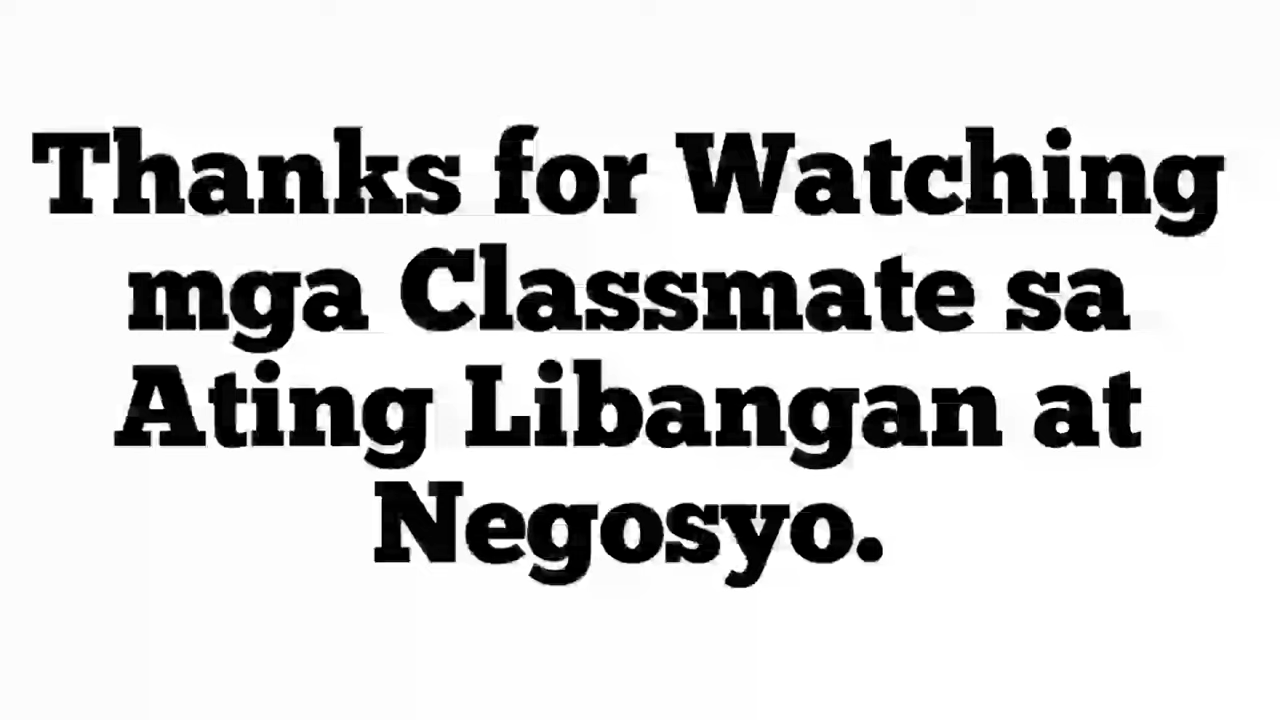 Thanks for Watching
mga Classmate sa
Ating Libangan at
Negosyo.